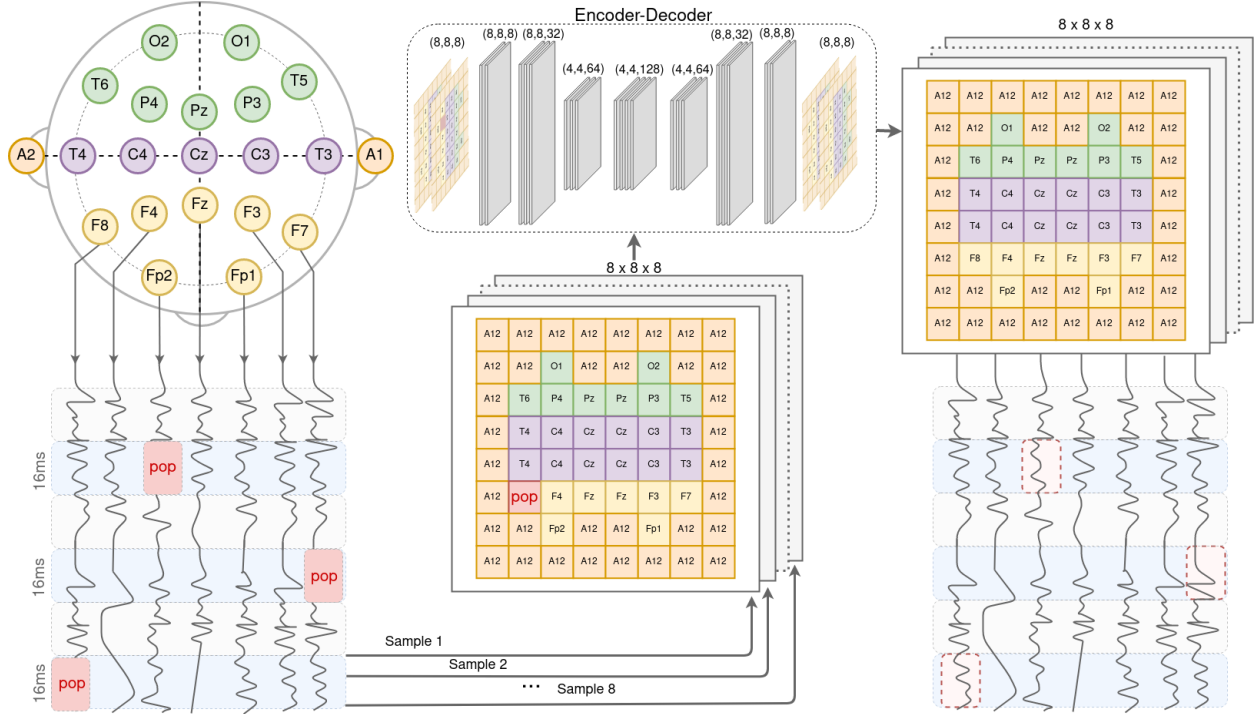 Encoder-Decoder
8 x 8 x 8
(8,8,8)
(8,8,8) (8,8,32)
(4,4,64)
(4,4,128)
(4,4,64)
(8,8,32) (8,8,8)
(8,8,8)
O2 O1
T6 T5
P4 Pz P3
A2 T4 C4 Cz C3 T3 A1
F8 F4 Fz F3 F7
Fp2 Fp1
A12 A12 A12 A12 A12 A12 A12 A12
A12 A12 O1 A12 A12 O2 A12 A12
A12 T6 P4 Pz Pz P3 T5 A12
A12 T4 C4 Cz Cz C3 T3 A12
A12 T4 C4 Cz Cz C3 T3 A12
A12 F8 F4 Fz Fz F3 F7 A12
A12 A12 Fp2 A12 A12 Fp1 A12 A12
A12 A12 A12 A12 A12 A12 A12 A12
8 x 8 x 8
A12 A12 A12 A12 A12 A12 A12 A12
A12 A12 O1 A12 A12 O2 A12 A12
A12 T6 P4 Pz Pz P3 T5 A12
A12 T4 C4 Cz Cz C3 T3 A12
A12 T4 C4 Cz Cz C3 T3 A12
A12 pop F4 Fz Fz F3 F7 A12
A12 A12 Fp2 A12 A12 Fp1 A12 A12
A12 A12 A12 A12 A12 A12 A12 A12
16ms
pop
16ms
pop
16ms
pop
Sample 1
Sample 2
... Sample 8